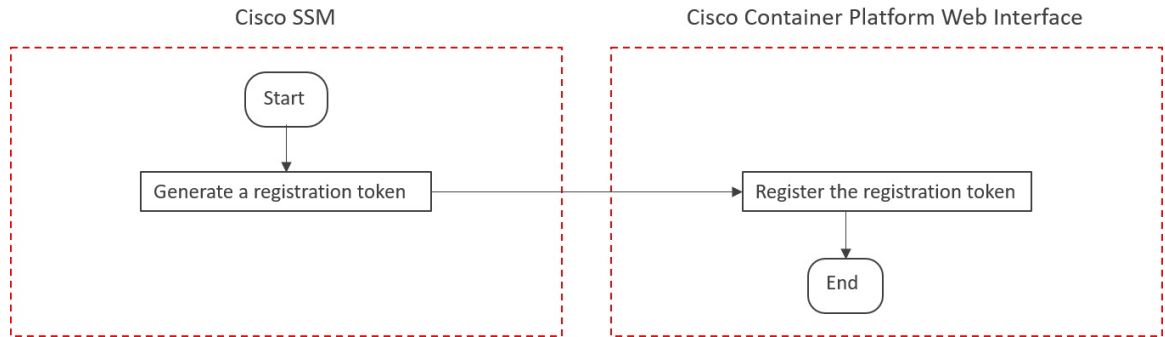 Cisco SSM
Cisco Container Platform Web Interface
Start
Generate a registration token
Register the registration token
End